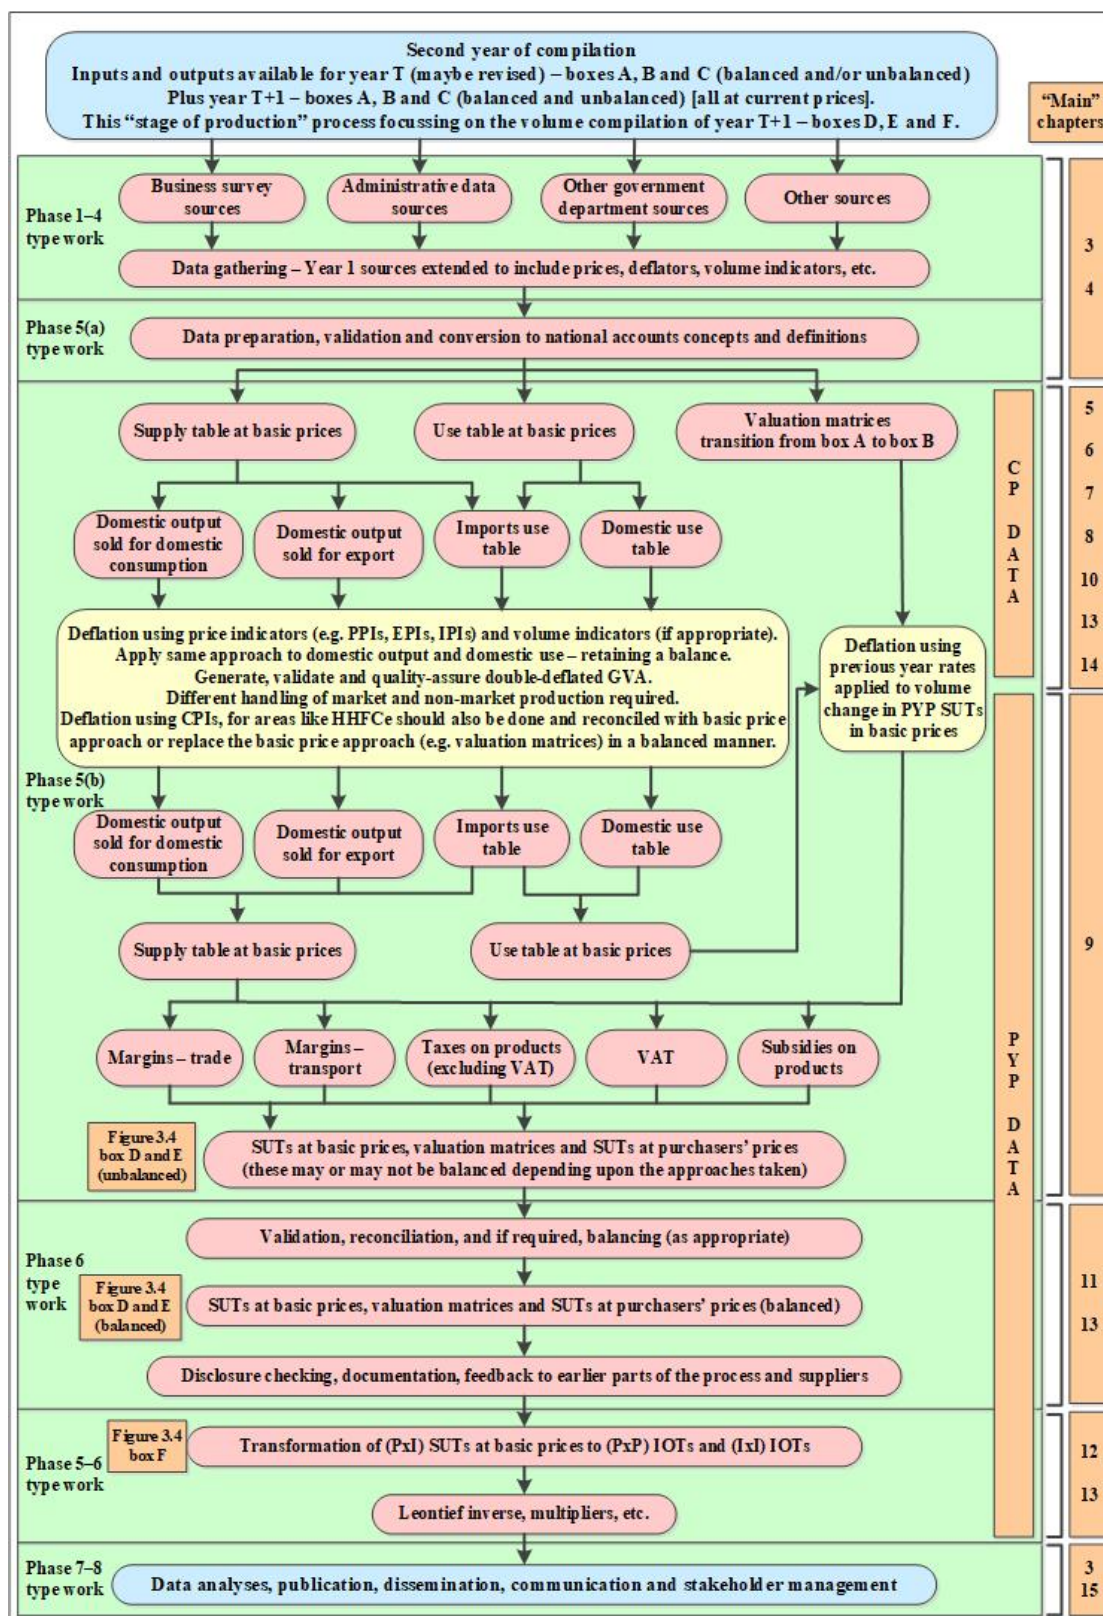 Second year of compilation
Inputs and outputs available for year T (maybe revised) – boxes A, B and C (balanced and/or unbalanced)
Plus year T+1 – boxes A, B and C (balanced and unbalanced) [all at current prices].
This “stage of production” process focussing on the volume compilation of year T+1 – boxes D, E and F.
“Main”
chapters
Phase 1–4
type work
Business survey
sources
Administrative data
sources
Other government
department sources
Other sources
Data gathering – Year 1 sources extended to include prices, deflators, volume indicators, etc.
3
4
Phase 5(a)
type work
Data preparation, validation and conversion to national accounts concepts and definitions
Supply table at basic prices
Use table at basic prices
Valuation matrices
transition from box A to box B
CP DATA
5
6
7
8
10
13
14
Domestic output
sold for domestic
consumption
Domestic output
sold for export
Imports use
table
Domestic use
table
Deflation using price indicators (e.g. PPIs, EPIs, IPIs) and volume indicators (if appropriate).
Apply same approach to domestic output and domestic use – retaining a balance.
Generate, validate and quality-assure double-deflated GVA.
Different handling of market and non-market production required.
Deflation using CPIs, for areas like HHFCe should also be done and reconciled with basic price
approach or replace the basic price approach (e.g. valuation matrices) in a balanced manner.
Deflation using
previous year rates
applied to volume
change in PYP SUTs
in basic prices
Phase 5(b)
type work
Domestic output
sold for domestic
consumption
Domestic output
sold for export
Imports use
table
Domestic use
table
Supply table at basic prices
Use table at basic prices
9
Margins – trade
Margins –
transport
Taxes on products
(excluding VAT)
VAT
Subsidies on
products
PYP DATA
Figure 3.4
box D and E
(unbalanced)
SUTs at basic prices, valuation matrices and SUTs at purchasers’ prices
(these may or may not be balanced depending upon the approaches taken)
Phase 6
type
work
Validation, reconciliation, and if required, balancing (as appropriate)
Figure 3.4
box D and E
(balanced)
SUTs at basic prices, valuation matrices and SUTs at purchasers’ prices (balanced)
Disclosure checking, documentation, feedback to earlier parts of the process and suppliers
11
13
Phase 5–6
type work
Figure 3.4
box F
Transformation of (PxI) SUTs at basic prices to (PxP) IOTs and (IxI) IOTs
Leontief inverse, multipliers, etc.
12
13
Phase 7–8
type work
Data analyses, publication, dissemination, communication and stakeholder management
3
15